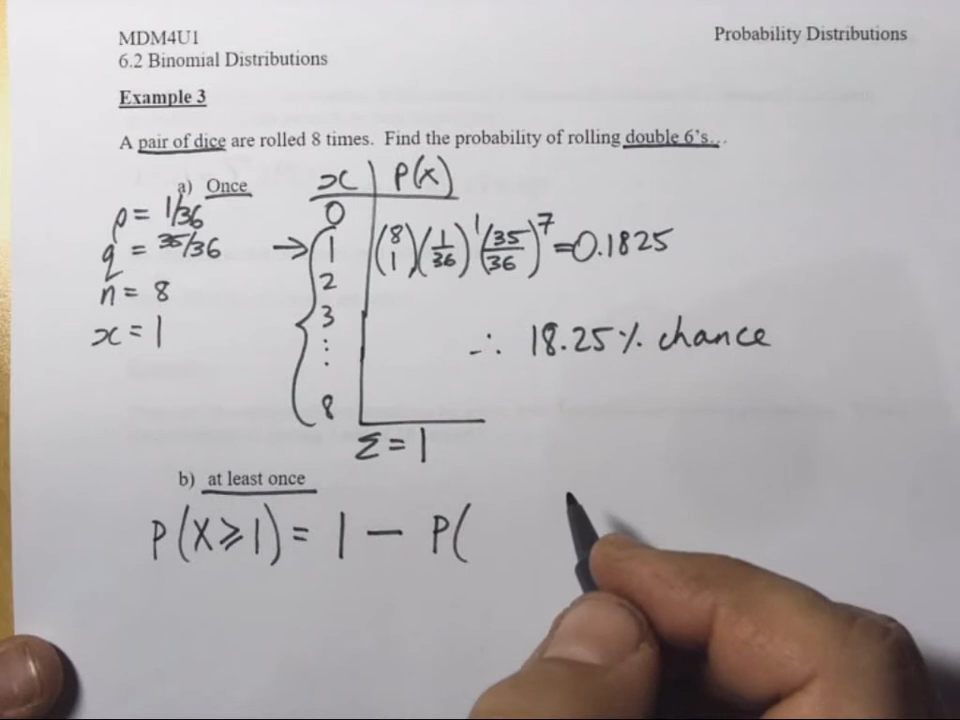 MDM4U1 Probability Distributions
6.2 Binomial Distributions
Example 3
A pair of dice are rolled 8 times. Find the probability of rolling double 6's...
a) Once
p = 1/36
q = 35/36
n = 8
x = 1
x | P(x)
0
→ 1 (8 1)(1/36)^1(35/36)^7 = 0.1825
2
3
⋮
8
∴ 18.25% chance
Σ = 1
b) at least once
P(X ≥ 1) = 1 − P(